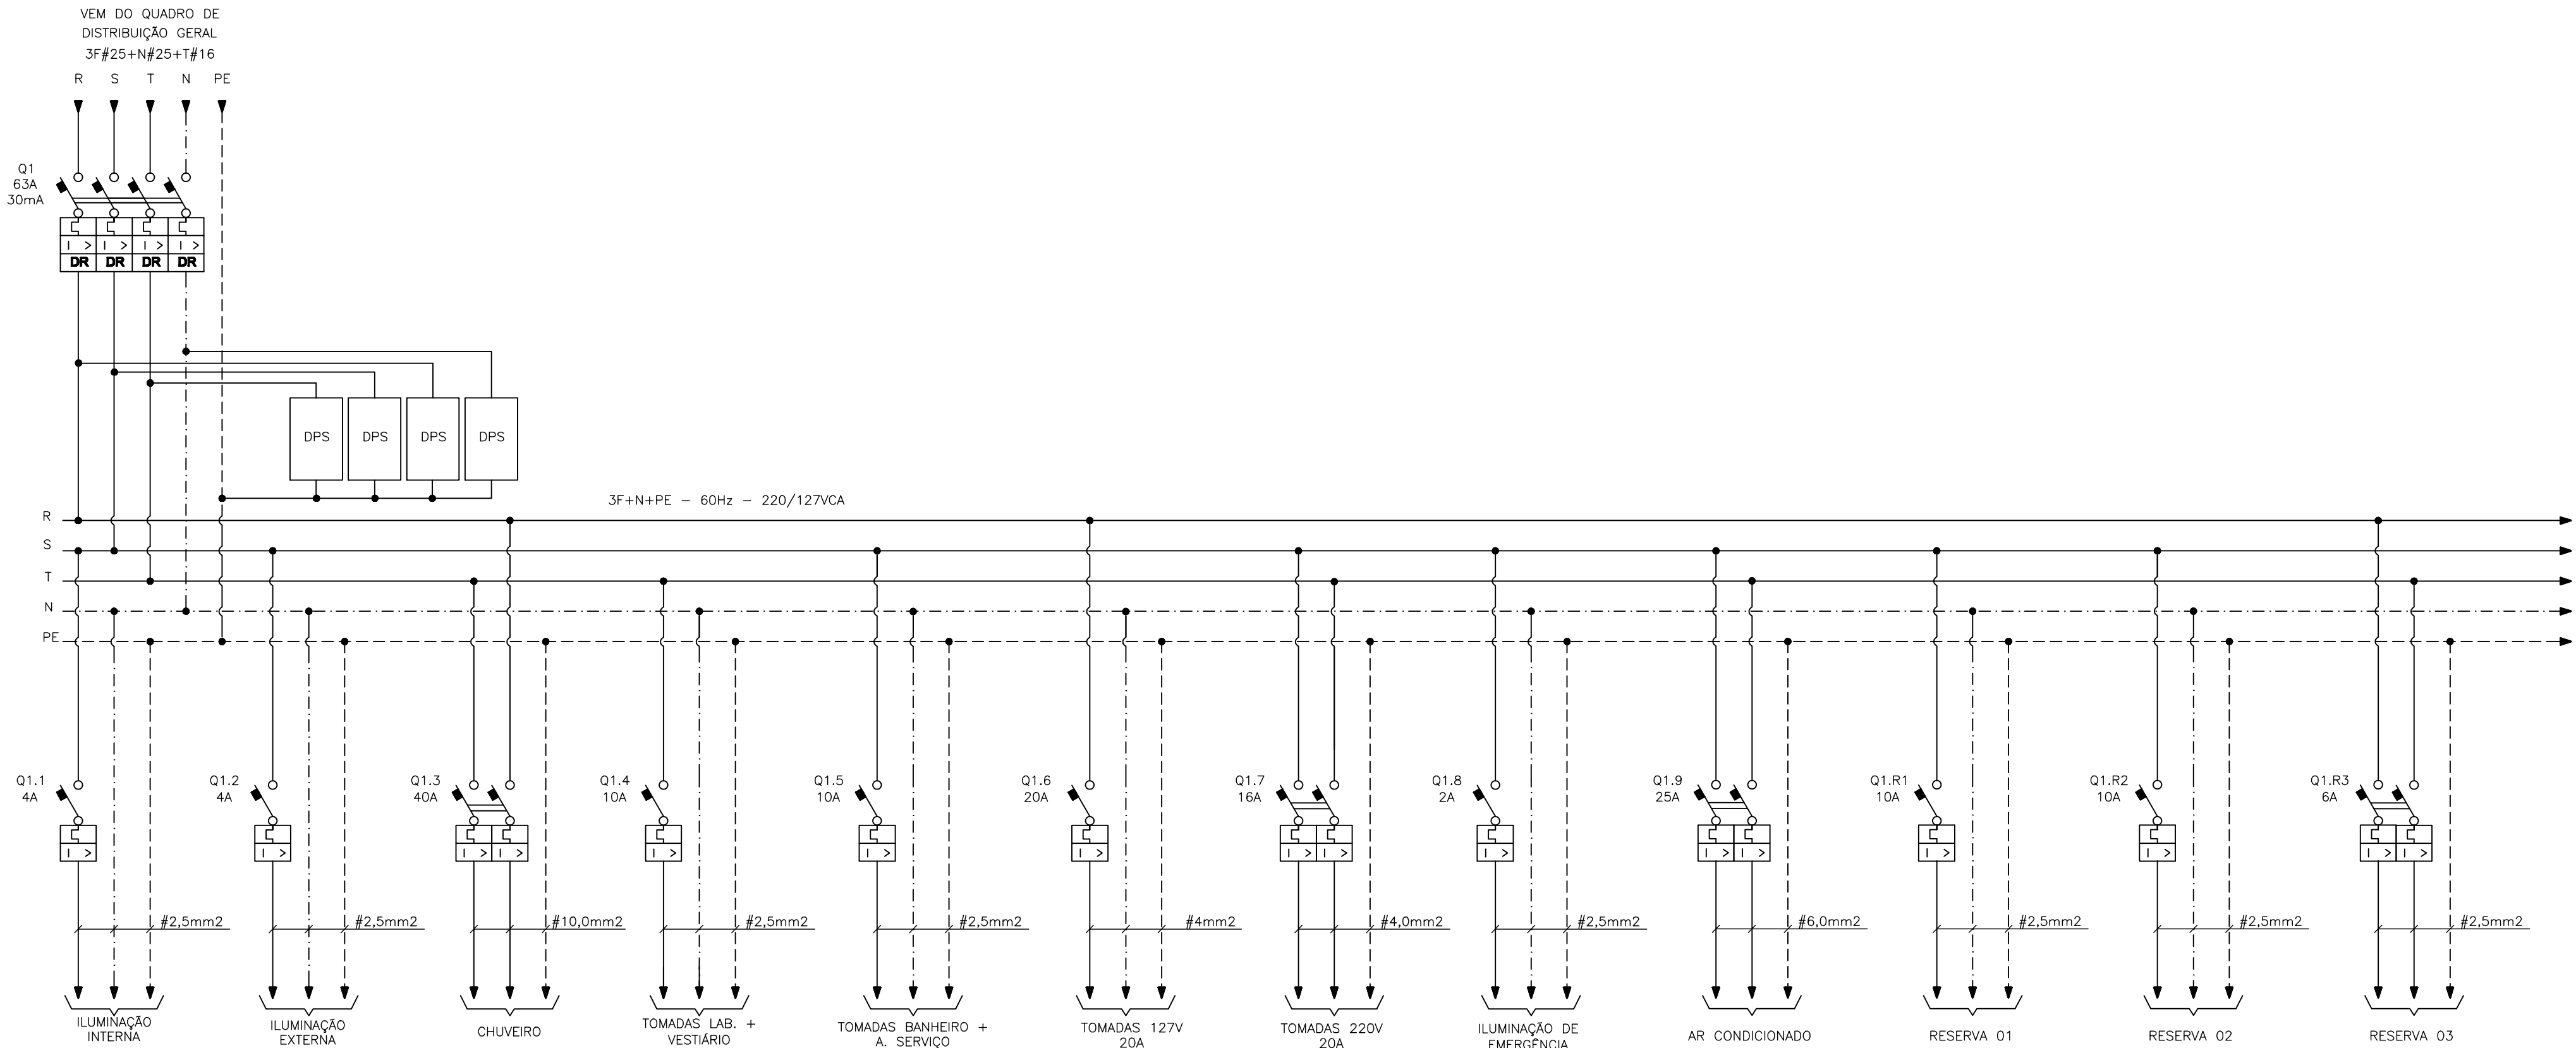 VEM DO QUADRO DE
DISTRIBUIÇÃO GERAL
3F#25+N#25+T#16
R S T N PE
Q1
63A
30mA
I > I > I > I >
DR DR DR DR
DPS DPS DPS DPS
3F+N+PE - 60Hz - 220/127VCA
R
S
T
N
PE
Q1.1
4A
I >
#2,5mm2
ILUMINAÇÃO
INTERNA
Q1.2
4A
I >
#2,5mm2
ILUMINAÇÃO
EXTERNA
Q1.3
40A
I > I >
#10,0mm2
CHUVEIRO
Q1.4
10A
I >
#2,5mm2
TOMADAS LAB. +
VESTIÁRIO
Q1.5
10A
I >
#2,5mm2
TOMADAS BANHEIRO +
A. SERVIÇO
Q1.6
20A
I >
#4mm2
TOMADAS 127V
20A
Q1.7
16A
I > I >
#4,0mm2
TOMADAS 220V
20A
Q1.8
2A
I >
#2,5mm2
ILUMINAÇÃO DE
EMERGÊNCIA
Q1.9
25A
I > I >
#6,0mm2
AR CONDICIONADO
Q1.R1
10A
I >
#2,5mm2
RESERVA 01
Q1.R2
10A
I >
#2,5mm2
RESERVA 02
Q1.R3
6A
I > I >
#2,5mm2
RESERVA 03